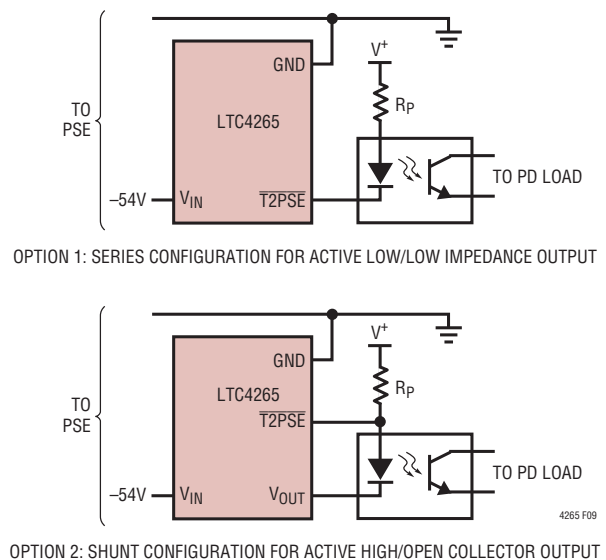 GND
V+
RP
TO
PSE
LTC4265
TO PD LOAD
–54V
VIN
T2PSE
OPTION 1: SERIES CONFIGURATION FOR ACTIVE LOW/LOW IMPEDANCE OUTPUT
V+
GND
RP
TO
PSE
LTC4265
T2PSE
TO PD LOAD
–54V
VIN
VOUT
4265 F09
OPTION 2: SHUNT CONFIGURATION FOR ACTIVE HIGH/OPEN COLLECTOR OUTPUT